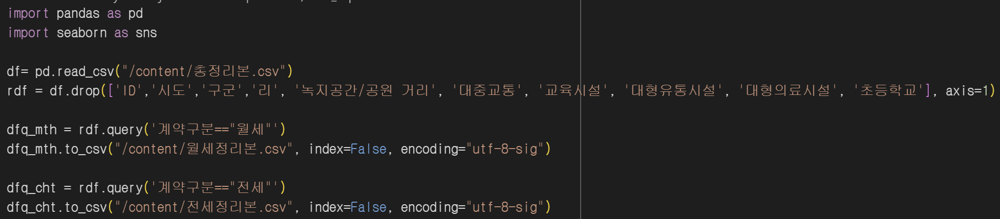 import pandas as pd
import seaborn as sns
df= pd.read_csv("/content/총정리본.csv")
rdf = df.drop(['ID','시도','구군','리', '녹지공간/공원 거리', '대중교통', '교육시설', '대형유통시설', '대형의료시설', '초등학교'], axis=1)
dfq_mth = rdf.query('계약구분=="월세"')
dfq_mth.to_csv("/content/월세정리본.csv", index=False, encoding="utf-8-sig")
dfq_cht = rdf.query('계약구분=="전세"')
dfq_cht.to_csv("/content/전세정리본.csv", index=False, encoding="utf-8-sig")